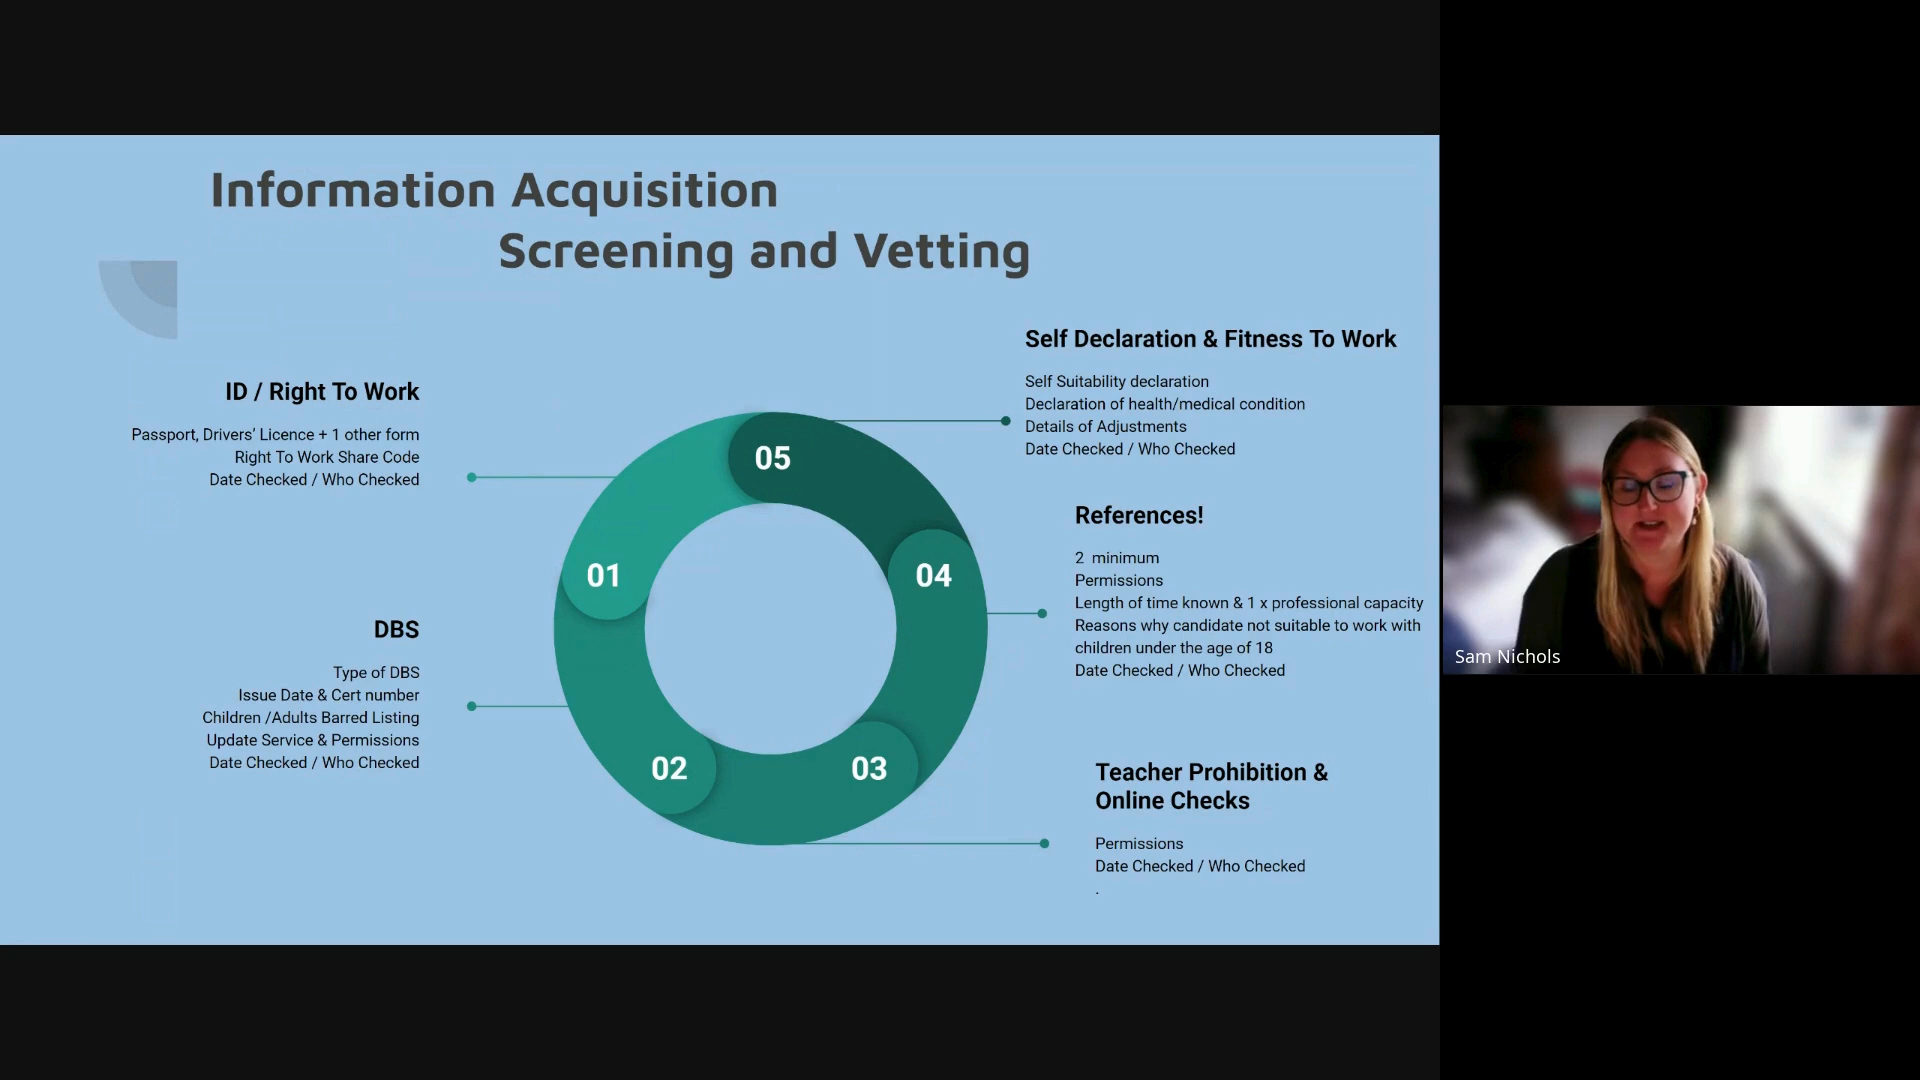 Information Acquisition
Screening and Vetting
ID / Right To Work
Passport, Drivers’ Licence + 1 other form
Right To Work Share Code
Date Checked / Who Checked
DBS
Type of DBS
Issue Date & Cert number
Children /Adults Barred Listing
Update Service & Permissions
Date Checked / Who Checked
05
01
04
02
03
Self Declaration & Fitness To Work
Self Suitability declaration
Declaration of health/medical condition
Details of Adjustments
Date Checked / Who Checked
References!
2 minimum
Permissions
Length of time known & 1 x professional capacity
Reasons why candidate not suitable to work with
children under the age of 18
Date Checked / Who Checked
Teacher Prohibition &
Online Checks
Permissions
Date Checked / Who Checked
.
Sam Nichols